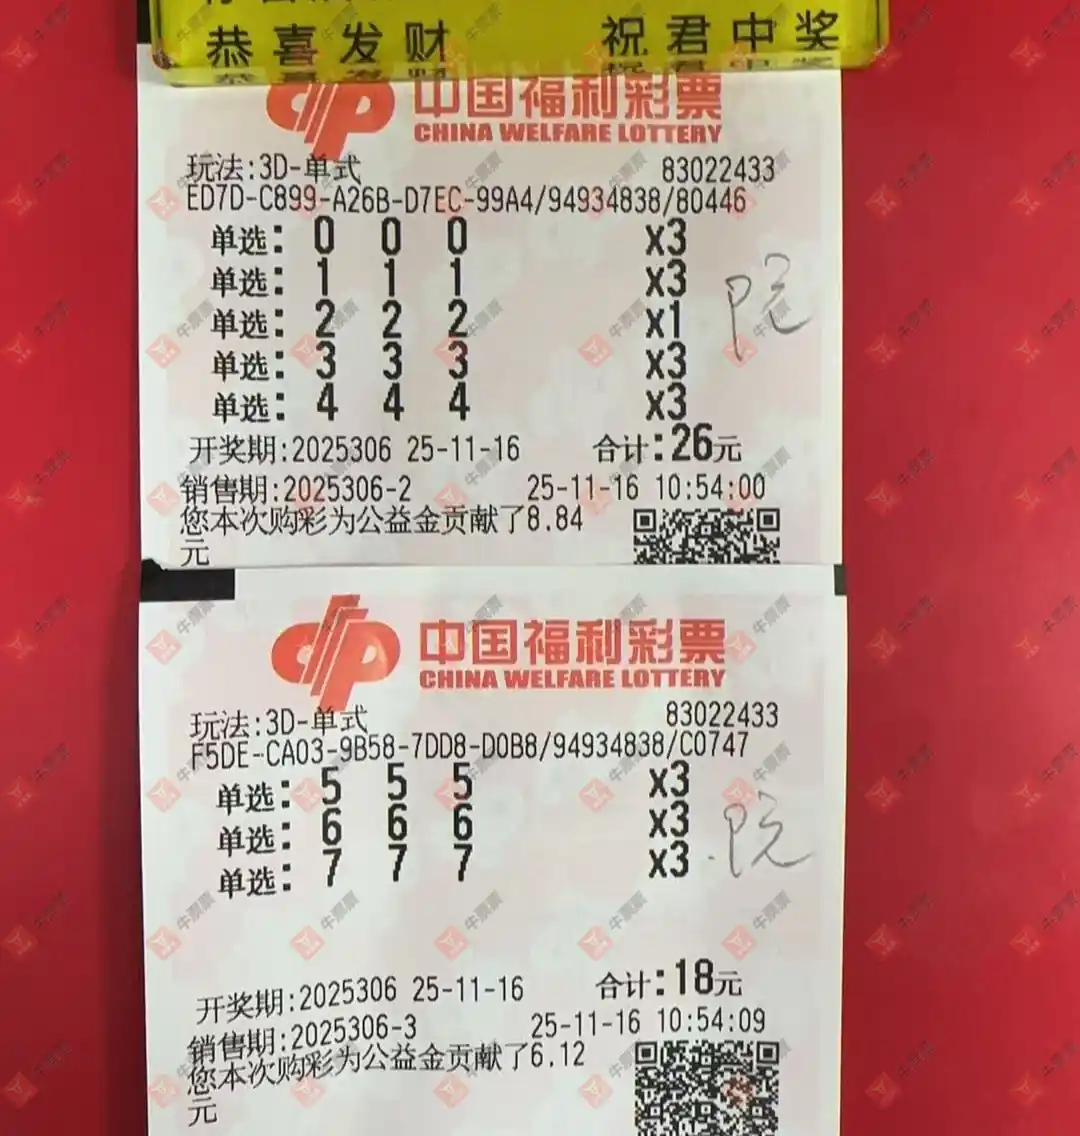 恭喜发财 祝君中奖
中国福利彩票
CHINA WELFARE LOTTERY
玩法:3D-单式 83022433
ED7D-C899-A26B-D7EC-99A4/94934838/80446
单选: 0 0 0 x3
单选: 1 1 1 x3
单选: 2 2 2 x1
单选: 3 3 3 x3
单选: 4 4 4 x3
院
开奖期:2025306 25-11-16 合计:26元
销售期:2025306-2 25-11-16 10:54:00
您本次购彩为公益金贡献了8.84
元
中国福利彩票
CHINA WELFARE LOTTERY
玩法:3D-单式 83022433
F5DE-CA03-9B58-7DD8-D0B8/94934838/C0747
单选: 5 5 5 x3
单选: 6 6 6 x3
单选: 7 7 7 x3
院
开奖期:2025306 25-11-16 合计:18元
销售期:2025306-3 25-11-16 10:54:09
您本次购彩为公益金贡献了6.12
元
牛票票